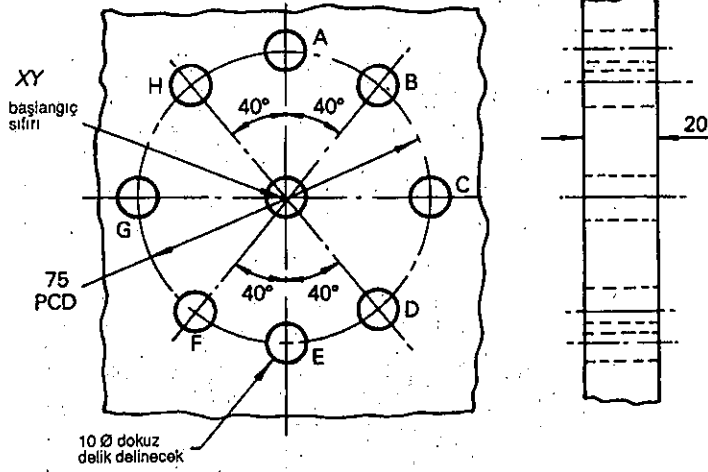 A
XY
H
B
başlangıç
sıfırı
40° 40°
20
C
G
75
PCD
40° 40°
D
F
E
10 Ø dokuz
delik delinecek